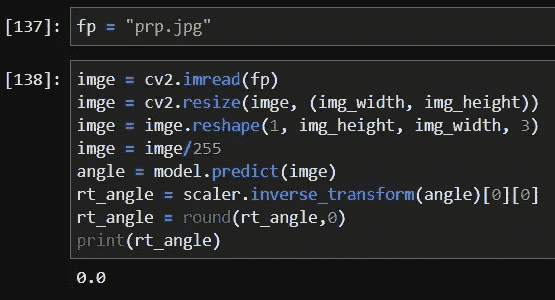 [137]: fp = "prp.jpg"
[138]: imge = cv2.imread(fp)
imge = cv2.resize(imge, (img_width, img_height))
imge = imge.reshape(1, img_height, img_width, 3)
imge = imge/255
angle = model.predict(imge)
rt_angle = scaler.inverse_transform(angle)[0][0]
rt_angle = round(rt_angle,0)
print(rt_angle)
0.0